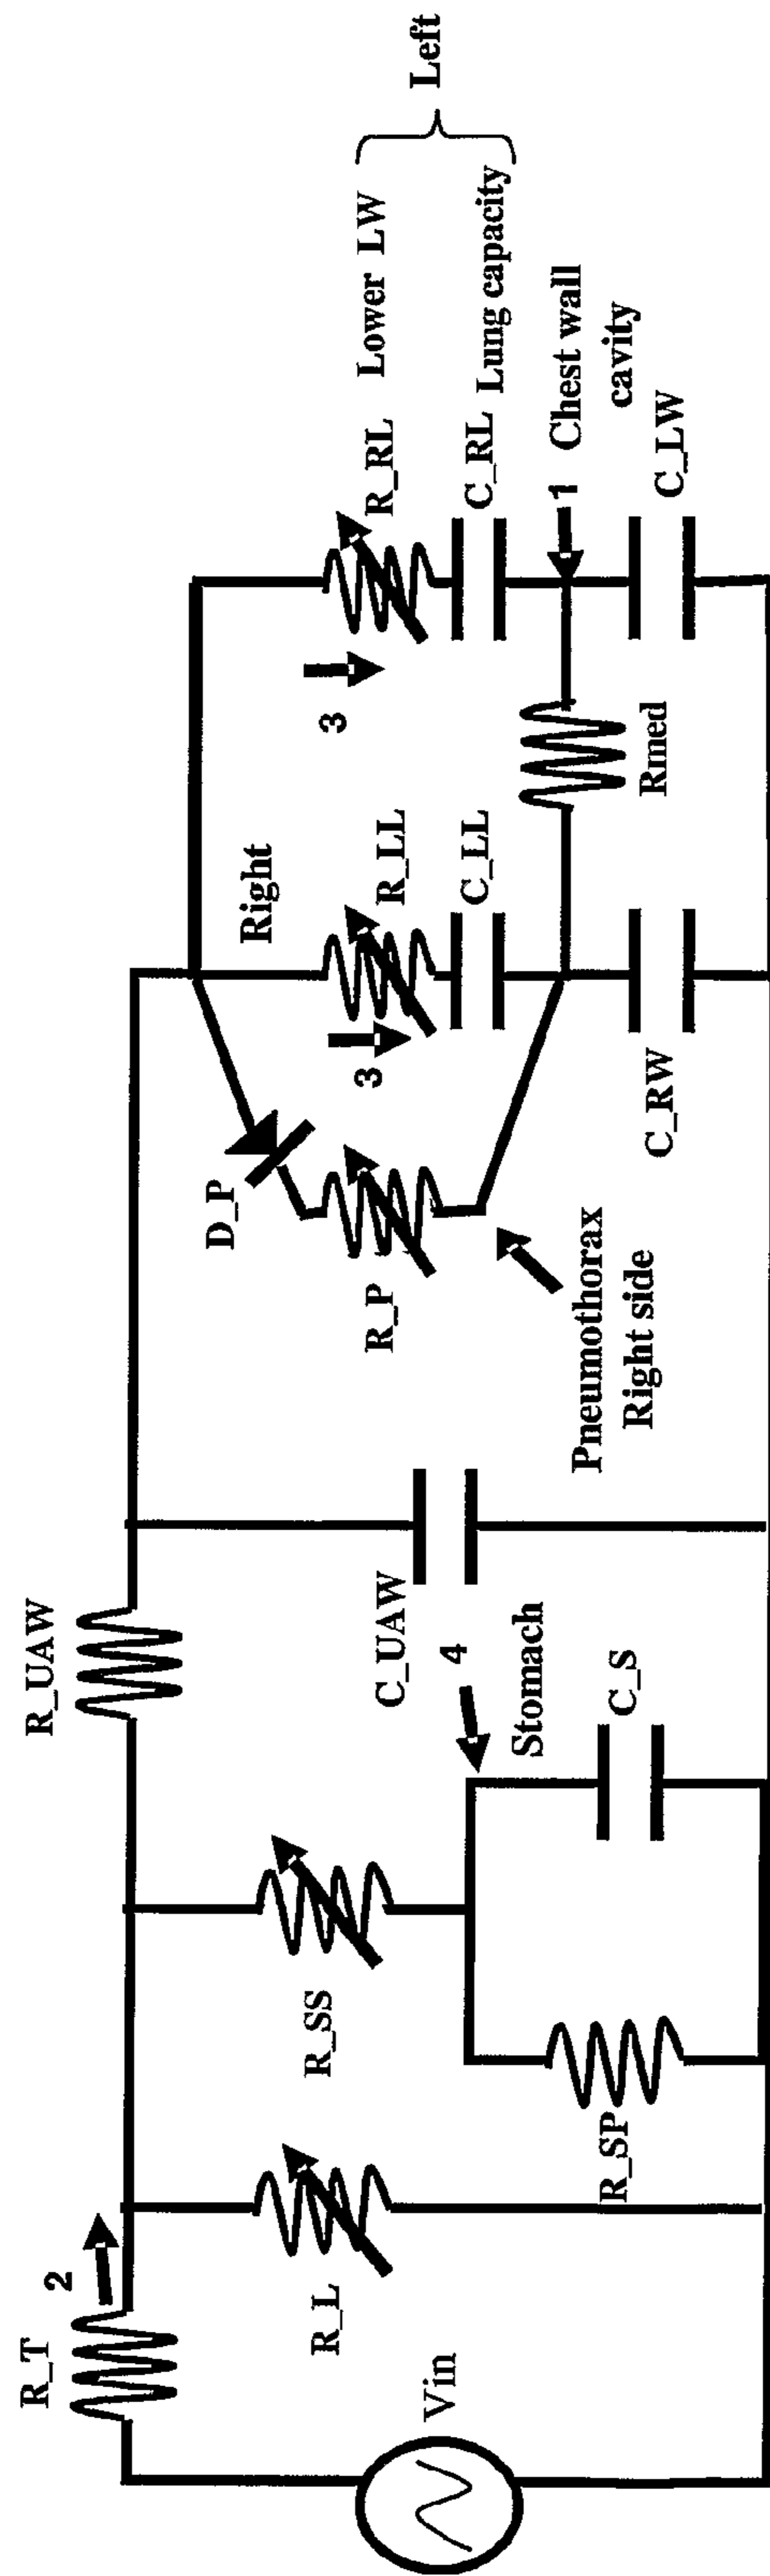 R_T
2
R_UAW
Vin
R_L
R_SS
R_SP
4
Stomach
C_S
C_UAW
D_P
R_P
Pneumothorax
Right side
3
Right
R_LL
C_LL
C_RW
Rmed
3
R_RL
Lower LW
C_RL
Lung capacity
Left
1 Chest wall
cavity
C_LW